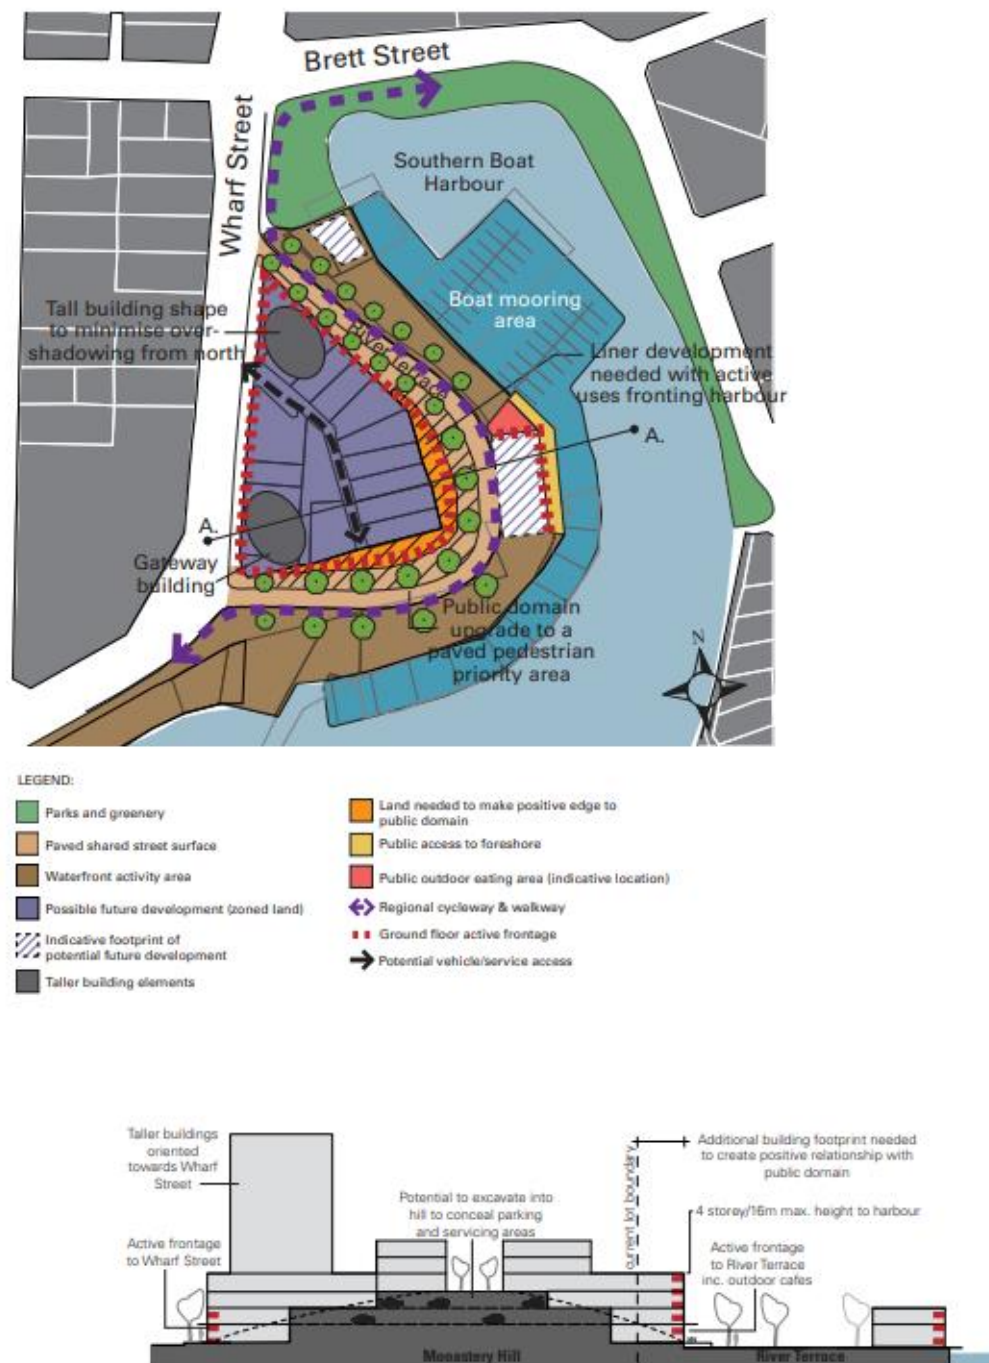 Brett Street
Wharf Street
Southern Boat
Harbour
Boat mooring
area
Tall building shape
to minimise over-
shadowing from north
River Terrace
Liner development
needed with active
uses fronting harbour
A.
A.
Gateway
building
Public domain
upgrade to a
paved pedestrian
priority area
N
LEGEND:
Parks and greenery
Paved shared street surface
Waterfront activity area
Possible future development (zoned land)
Indicative footprint of
potential future development
Taller building elements
Land needed to make positive edge to
public domain
Public access to foreshore
Public outdoor eating area (indicative location)
Regional cycleway & walkway
Ground floor active frontage
Potential vehicle/service access
Taller buildings
oriented
towards Wharf
Street
Active frontage
to Wharf Street
Potential to excavate into
hill to conceal parking
and servicing areas
current lot boundary
Additional building footprint needed
to create positive relationship with
public domain
4 storey/16m max. height to harbour
Active frontage
to River Terrace
inc. outdoor cafes
Monastery Hill
River Terrace